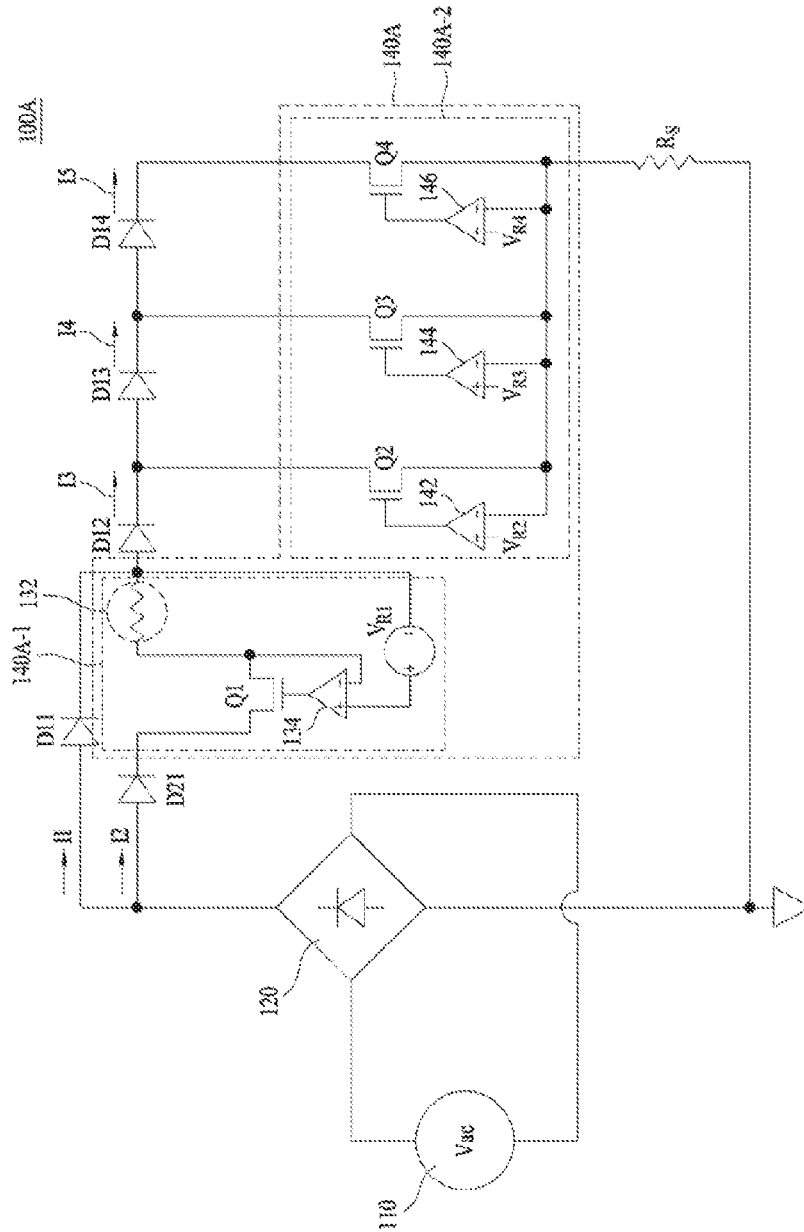 100A
I1
I2
I3
I4
I5
D11
D21
D12
D13
D14
140A-1
132
140A
140A-2
Q1
134
VR1
Q2
142
VR2
Q3
144
VR3
Q4
146
VR4
RS
120
110
Vac